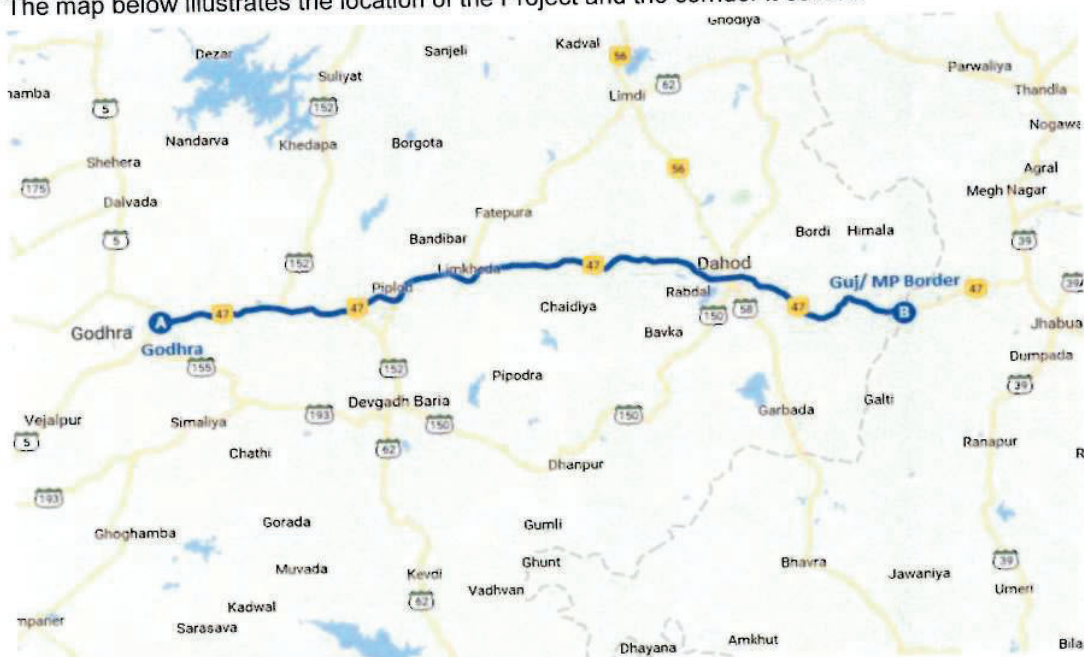 The map below illustrates the location of the Project and the corridor it
Ghodiya
Dezar
Sanjeli
Kadval
56
Parwaliya
Suliyat
62
Limdi
Thandla
5
152
Nogawa
Nandarva
Khedapa
Borgota
Shehera
56
Agral
175
Megh Nagar
Dalvada
Fatepura
5
Bandibar
Bordi
Himala
39
152
Limkheda
47
Dahod
Piplod
Rabdal
Guj/ MP Border
47
39
A
47
47
Chaidiya
150
58
47
B
Godhra
Godhra
Bavka
Jhabua
155
152
Pipodra
Dumpada
39
Devgadh Baria
Vejalpur
Simaliya
193
150
150
Garbada
Galti
5
Chathi
62
Ranapur
R
Dhanpur
193
Ghoghamba
Gorada
Gumli
Muvada
Kevdi
Ghunt
Bhavra
Jawaniya
39
Vadhvan
Umeri
Kadwal
62
mpaner
Sarasava
Dhayana
Amkhut
Bila